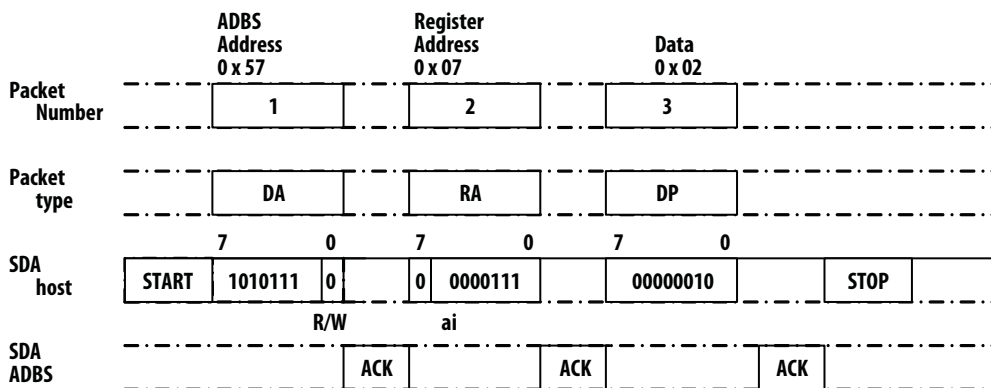 ADBS
Address
0 x 57
Register
Address
0 x 07
Data
0 x 02
Packet
Number
1
2
3
Packet
type
DA
RA
DP
7 0 7 0 7 0
SDA
host
START
1010111
0
0
0000111
00000010
STOP
R/W
ai
SDA
ADBS
ACK
ACK
ACK